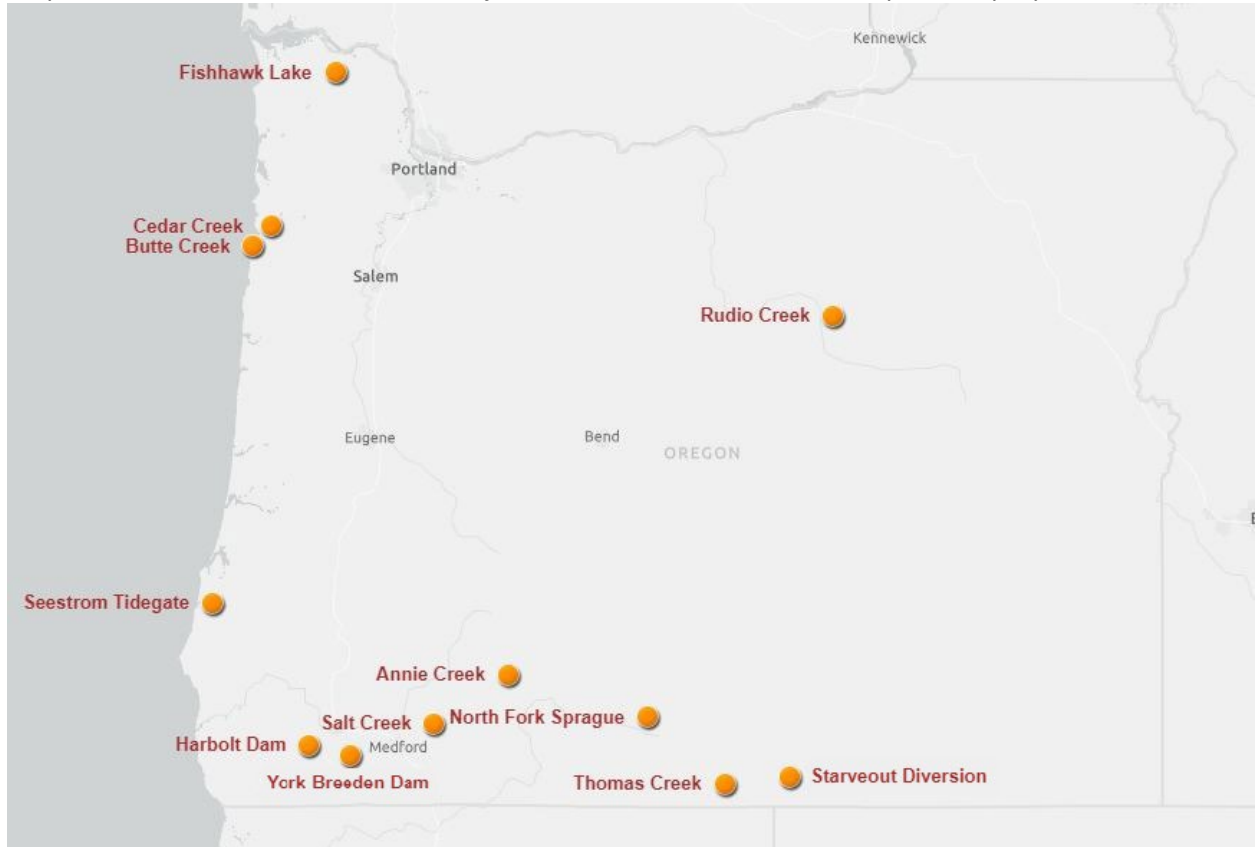 Kennewick
Fishhawk Lake
Portland
Cedar Creek
Butte Creek
Salem
Rudio Creek
Eugene
Bend
OREGON
Seestrom Tidegate
Annie Creek
Salt Creek
North Fork Sprague
Harbolt Dam
Medford
York Breeden Dam
Thomas Creek
Starveout Diversion